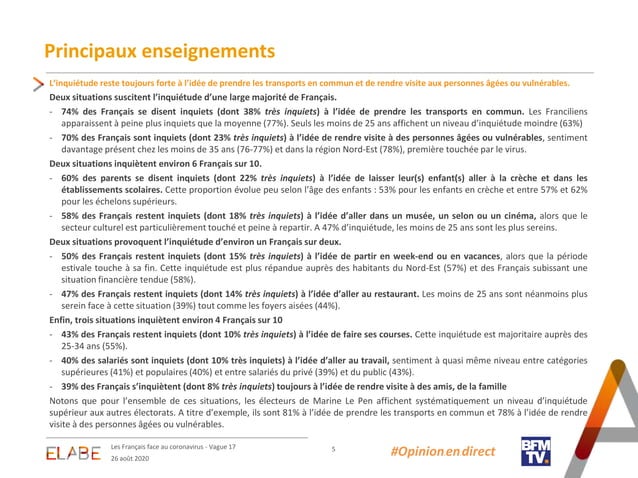 Principaux enseignements
L’inquiétude reste toujours forte à l’idée de prendre les transports en commun et de rendre visite aux personnes âgées ou vulnérables.
Deux situations suscitent l’inquiétude d’une large majorité de Français.
- 74% des Français se disent inquiets (dont 38% très inquiets) à l’idée de prendre les transports en commun. Les Franciliens
apparaissent à peine plus inquiets que la moyenne (77%). Seuls les moins de 25 ans affichent un niveau d’inquiétude moindre (63%)
- 70% des Français sont inquiets (dont 23% très inquiets) à l’idée de rendre visite à des personnes âgées ou vulnérables, sentiment
davantage présent chez les moins de 35 ans (76-77%) et dans la région Nord-Est (78%), première touchée par le virus.
Deux situations inquiètent environ 6 Français sur 10.
- 60% des parents se disent inquiets (dont 22% très inquiets) à l’idée de laisser leur(s) enfant(s) aller à la crèche et dans les
établissements scolaires. Cette proportion évolue peu selon l’âge des enfants : 53% pour les enfants en crèche et entre 57% et 62%
pour les échelons supérieurs.
- 58% des Français restent inquiets (dont 18% très inquiets) à l’idée d’aller dans un musée, un selon ou un cinéma, alors que le
secteur culturel est particulièrement touché et peine à repartir. A 47% d’inquiétude, les moins de 25 ans sont les plus sereins.
Deux situations provoquent l’inquiétude d’environ un Français sur deux.
- 50% des Français restent inquiets (dont 15% très inquiets) à l’idée de partir en week-end ou en vacances, alors que la période
estivale touche à sa fin. Cette inquiétude est plus répandue auprès des habitants du Nord-Est (57%) et des Français subissant une
situation financière tendue (58%).
- 47% des Français restent inquiets (dont 14% très inquiets) à l’idée d’aller au restaurant. Les moins de 25 ans sont néanmoins plus
serein face à cette situation (39%) tout comme les foyers aisées (44%).
Enfin, trois situations inquiètent environ 4 Français sur 10
- 43% des Français restent inquiets (dont 10% très inquiets) à l’idée de faire ses courses. Cette inquiétude est majoritaire auprès des
25-34 ans (55%).
- 40% des salariés sont inquiets (dont 10% très inquiets) à l’idée d’aller au travail, sentiment à quasi même niveau entre catégories
supérieures (41%) et populaires (40%) et entre salariés du privé (39%) et du public (43%).
- 39% des Français s’inquiètent (dont 8% très inquiets) toujours à l’idée de rendre visite à des amis, de la famille
Notons que pour l’ensemble de ces situations, les électeurs de Marine Le Pen affichent systématiquement un niveau d’inquiétude
supérieur aux autres électorats. A titre d’exemple, ils sont 81% à l’idée de prendre les transports en commun et 78% à l’idée de rendre
visite à des personnes âgées ou vulnérables.
ELABE
Les Français face au coronavirus - Vague 17
26 août 2020
5
#Opinion en direct
BFM
TV.